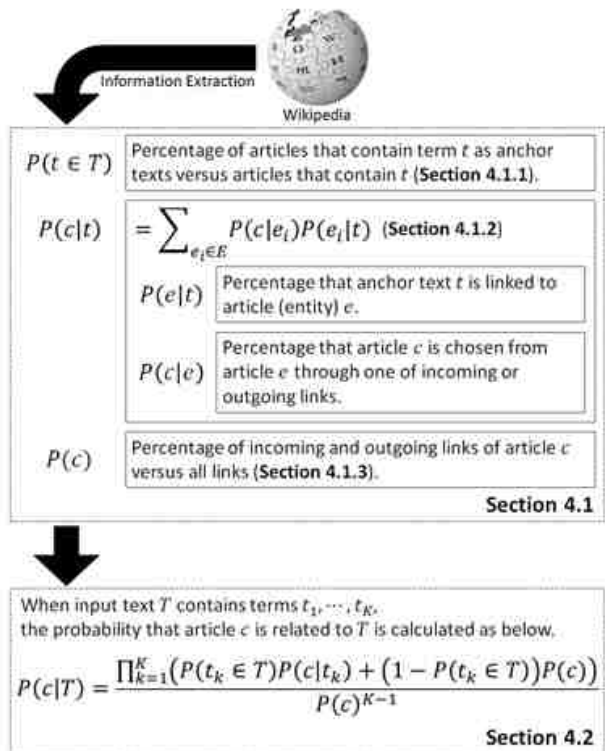 Information Extraction
Wikipedia
P(t ∈ T) Percentage of articles that contain term t as anchor
texts versus articles that contain t (Section 4.1.1).
P(c|t) = ∑_{e_i∈E} P(c|e_i)P(e_i|t) (Section 4.1.2)
P(e|t) Percentage that anchor text t is linked to
article (entity) e.
P(c|e) Percentage that article c is chosen from
article e through one of incoming or
outgoing links.
P(c) Percentage of incoming and outgoing links of article c
versus all links (Section 4.1.3).
Section 4.1
When input text T contains terms t_1, ⋯, t_K,
the probability that article c is related to T is calculated as below.
P(c|T) = ∏_{k=1}^{K}(P(t_k ∈ T)P(c|t_k) + (1 − P(t_k ∈ T))P(c)) / P(c)^{K−1}
Section 4.2